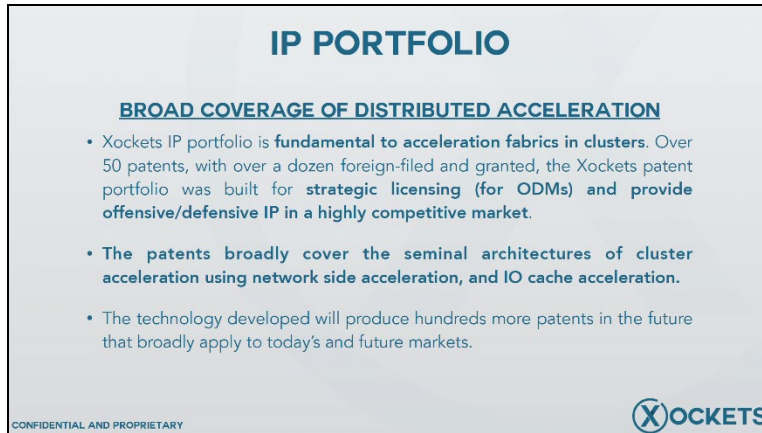 IP PORTFOLIO
BROAD COVERAGE OF DISTRIBUTED ACCELERATION
• Xockets IP portfolio is fundamental to acceleration fabrics in clusters. Over
50 patents, with over a dozen foreign-filed and granted, the Xockets patent
portfolio was built for strategic licensing (for ODMs) and provide
offensive/defensive IP in a highly competitive market.
• The patents broadly cover the seminal architectures of cluster
acceleration using network side acceleration, and IO cache acceleration.
• The technology developed will produce hundreds more patents in the future
that broadly apply to today's and future markets.
CONFIDENTIAL AND PROPRIETARY
XOCKETS